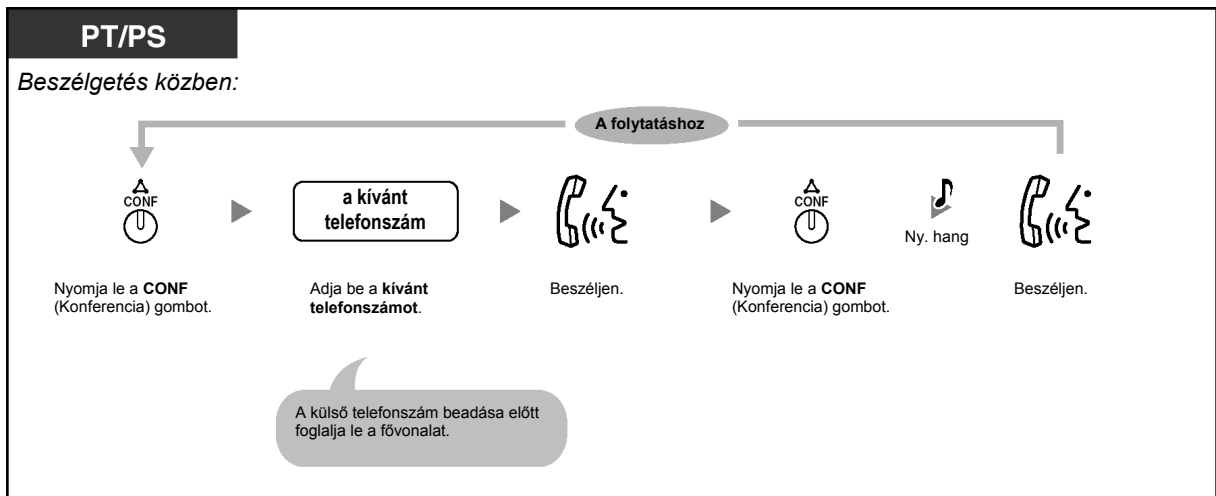 PT/PS
Beszélgetés közben:
A folytatáshoz
CONF
a kívánt
telefonszám
CONF
Ny. hang
Nyomja le a CONF
(Konferencia) gombot.
Adja be a kívánt
telefonszámot.
Beszéljen.
Nyomja le a CONF
(Konferencia) gombot.
Beszéljen.
A külső telefonszám beadása előtt
foglalja le a fővonalat.